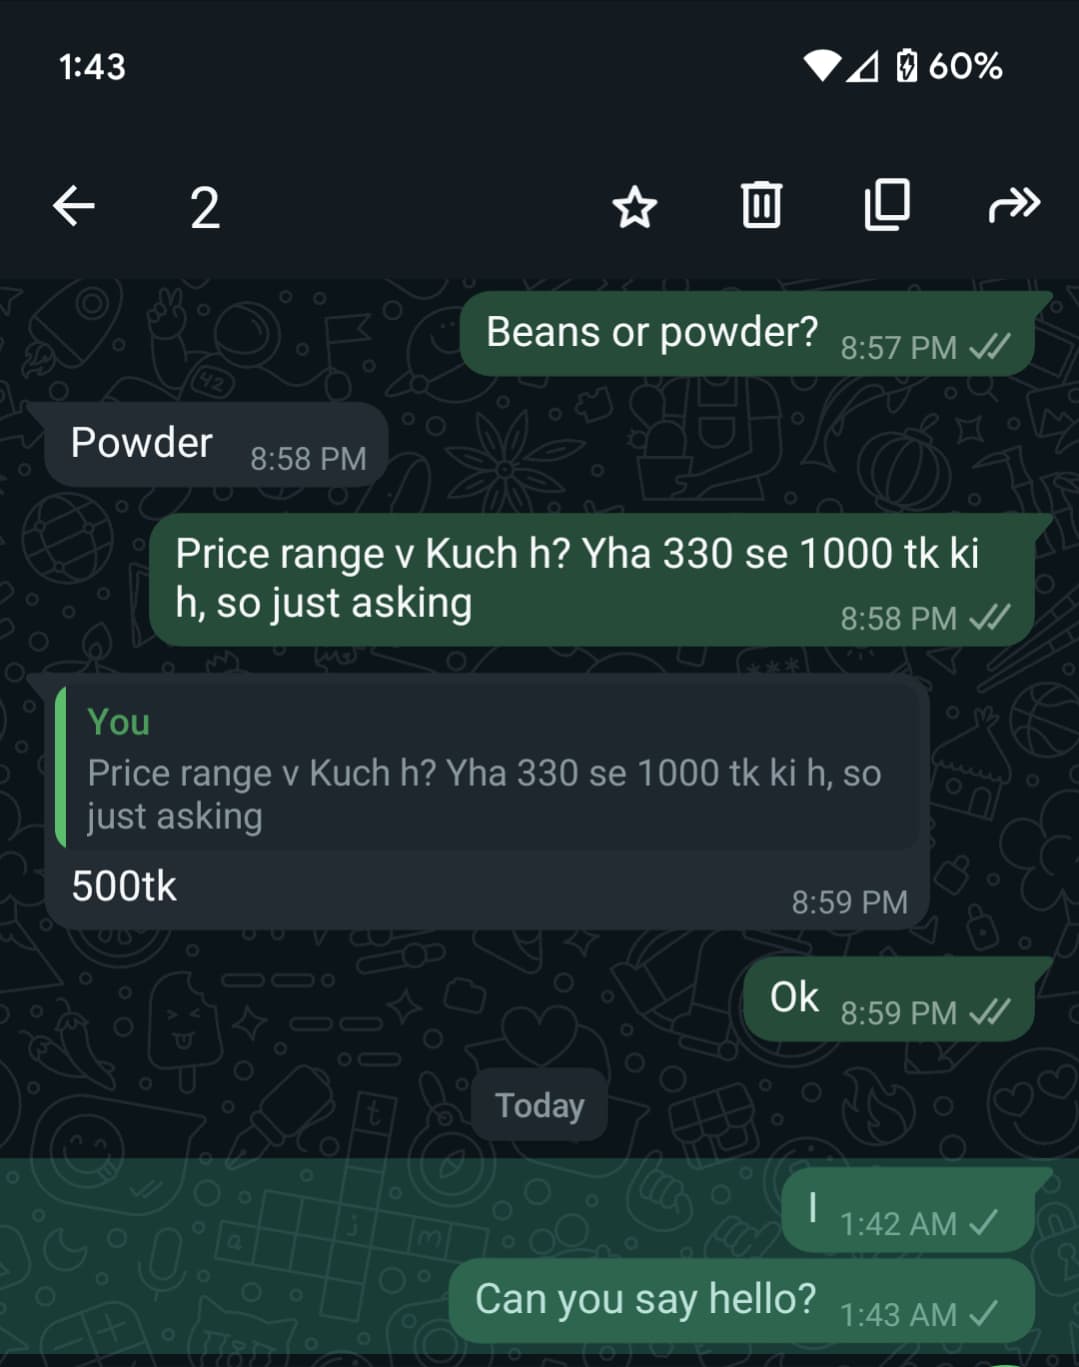 1:43 60%
2
Beans or powder? 8:57 PM
Powder 8:58 PM
Price range v Kuch h? Yha 330 se 1000 tk ki
h, so just asking 8:58 PM
You
Price range v Kuch h? Yha 330 se 1000 tk ki h, so
just asking
500tk 8:59 PM
Ok 8:59 PM
Today
I 1:42 AM
Can you say hello? 1:43 AM